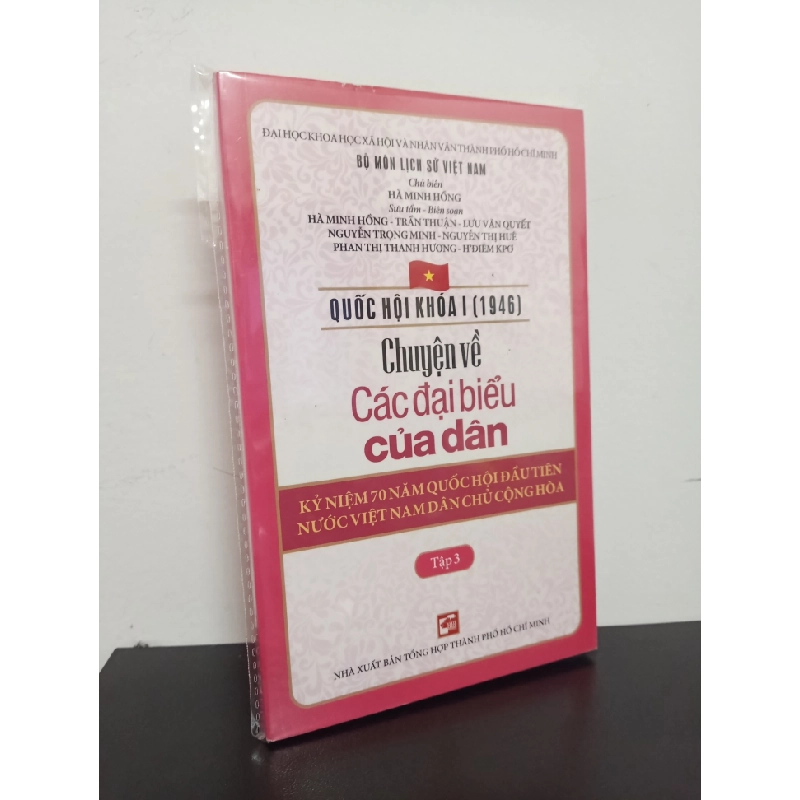 ĐẠI HỌC KHOA HỌC XÃ HỘI VÀ NHÂN VĂN THÀNH PHỐ HỒ CHÍ MINH
BỘ MÔN LỊCH SỬ VIỆT NAM
Chủ biên
HÀ MINH HỒNG
Sưu tầm - Biên soạn
HÀ MINH HỒNG - TRẦN THUẬN - LƯU VĂN QUYẾT
NGUYỄN TRỌNG MINH - NGUYỄN THỊ HUỆ
PHAN THỊ THANH HƯƠNG - H'ĐIÊM KPƠ
QUỐC HỘI KHÓA I (1946)
Chuyện về
Các đại biểu
của dân
KỶ NIỆM 70 NĂM QUỐC HỘI ĐẦU TIÊN
NƯỚC VIỆT NAM DÂN CHỦ CỘNG HÒA
Tập 3
NHÀ XUẤT BẢN TỔNG HỢP THÀNH PHỐ HỒ CHÍ MINH